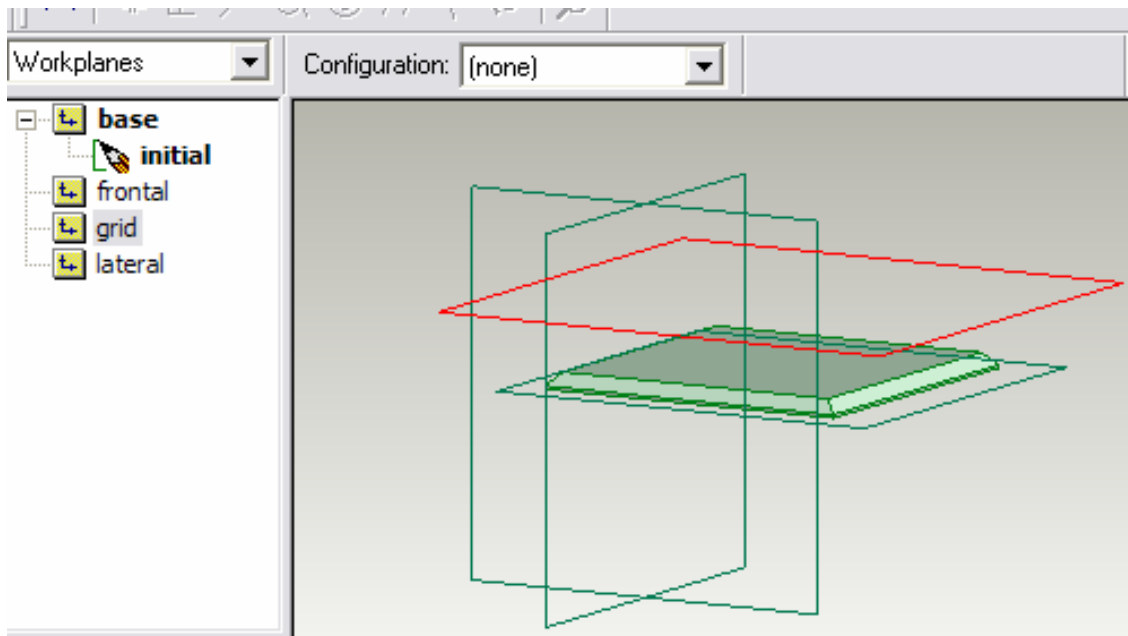 Workplanes
Configuration: (none)
base
initial
frontal
grid
lateral